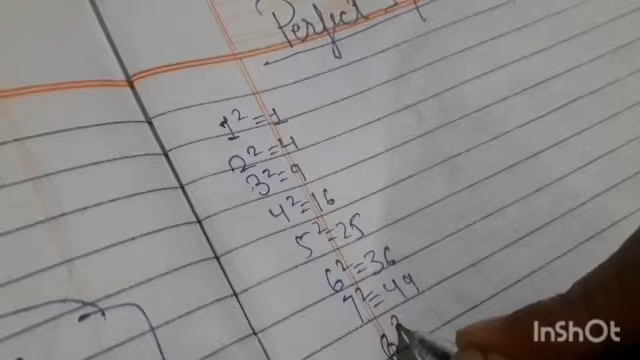 Perfect
1² = 1
2² = 4
3² = 9
4² = 16
5² = 25
6² = 36
7² = 49
InShOt